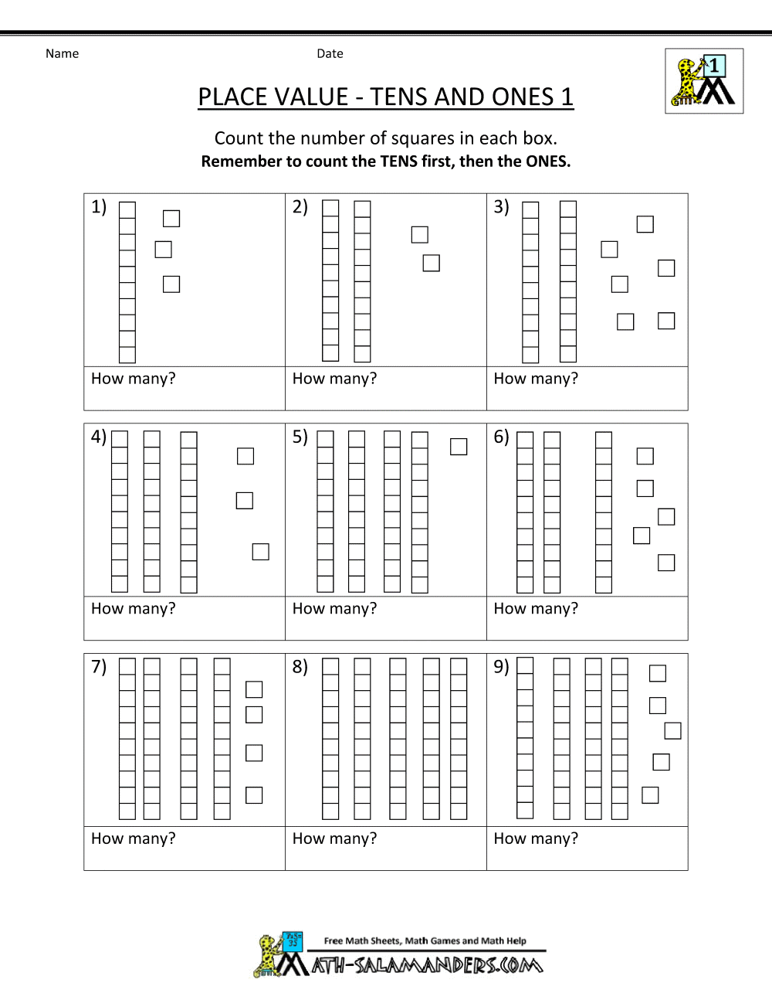 Name Date
1
PLACE VALUE - TENS AND ONES 1
Count the number of squares in each box.
Remember to count the TENS first, then the ONES.
1) 2) 3)
How many? How many? How many?
4) 5) 6)
How many? How many? How many?
7) 8) 9)
How many? How many? How many?
7x5=
35
Free Math Sheets, Math Games and Math Help
MATH-SALAMANDERS.COM